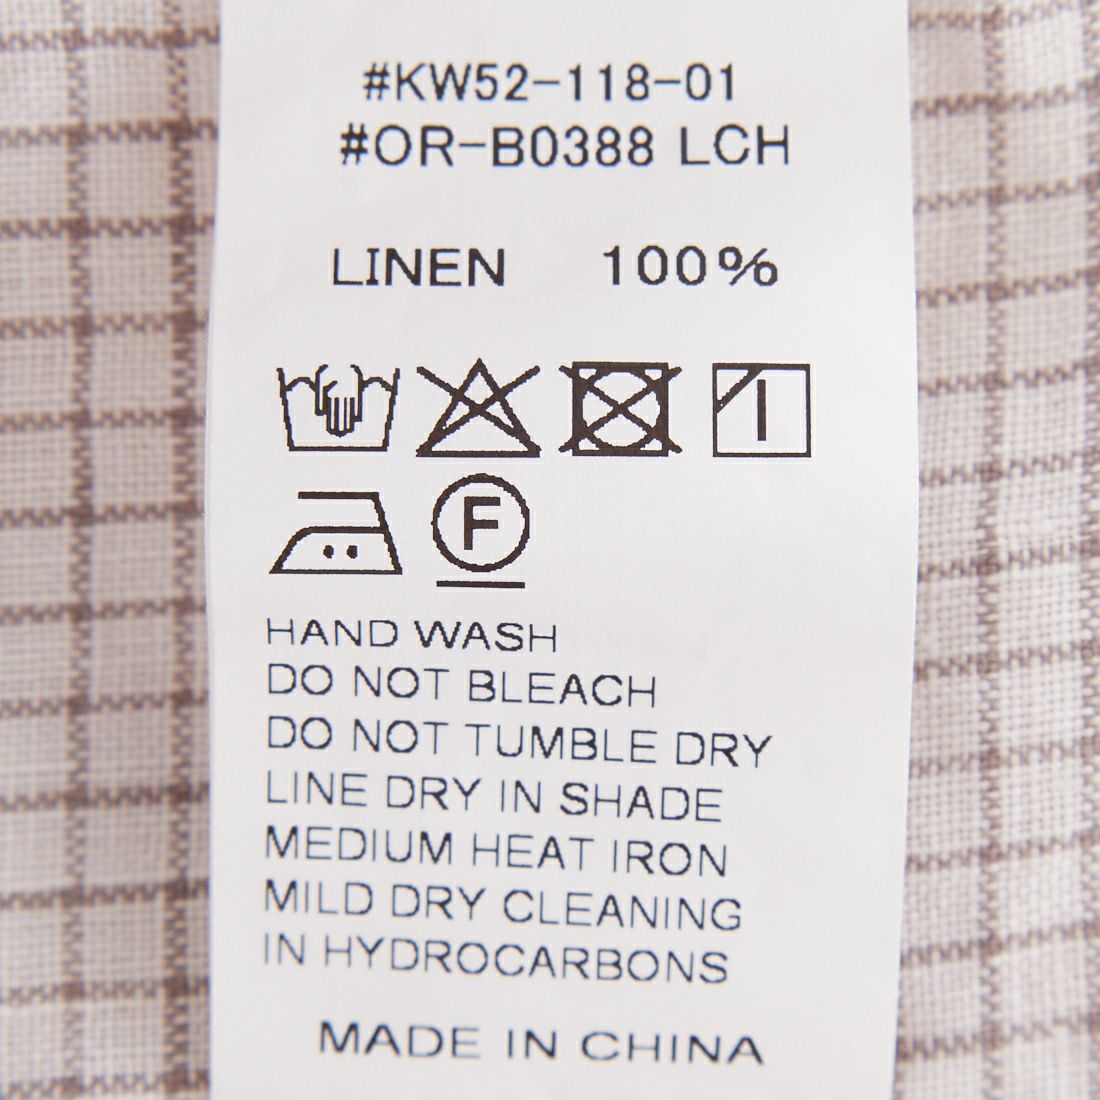 #KW52-118-01
#OR-B0388 LCH
LINEN 100%
F
HAND WASH
DO NOT BLEACH
DO NOT TUMBLE DRY
LINE DRY IN SHADE
MEDIUM HEAT IRON
MILD DRY CLEANING
IN HYDROCARBONS
MADE IN CHINA